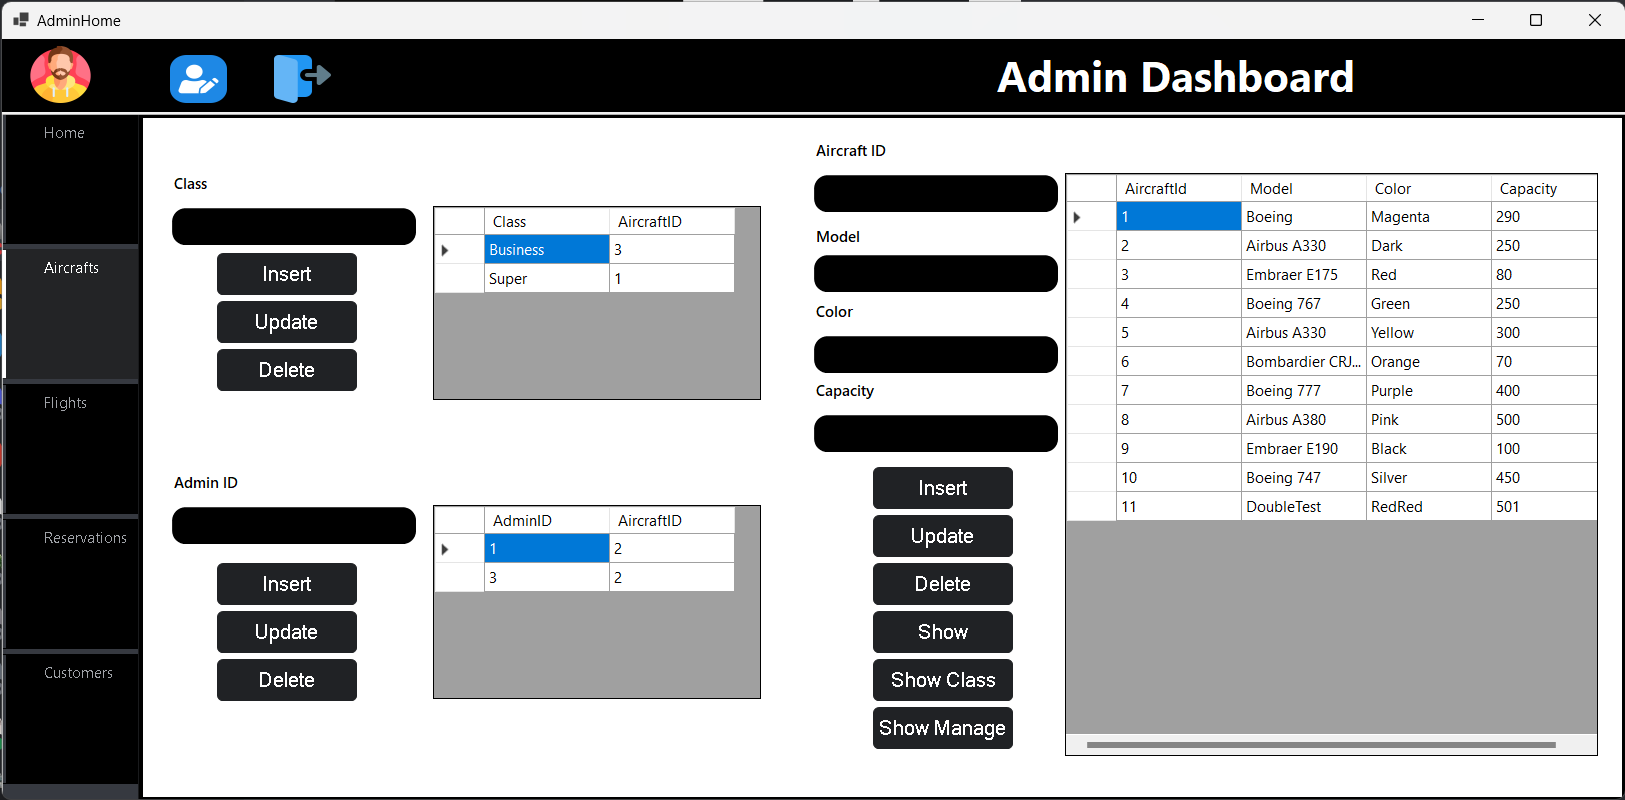 AdminHome
Admin Dashboard
Home
Aircrafts
Flights
Reservations
Customers
Class
Insert
Update
Delete
Class AircraftID
Business 3
Super 1
Admin ID
Insert
Update
Delete
AdminID AircraftID
1 2
3 2
Aircraft ID
Model
Color
Capacity
Insert
Update
Delete
Show
Show Class
Show Manage
AircraftId Model Color Capacity
1 Boeing Magenta 290
2 Airbus A330 Dark 250
3 Embraer E175 Red 80
4 Boeing 767 Green 250
5 Airbus A330 Yellow 300
6 Bombardier CRJ... Orange 70
7 Boeing 777 Purple 400
8 Airbus A380 Pink 500
9 Embraer E190 Black 100
10 Boeing 747 Silver 450
11 DoubleTest RedRed 501